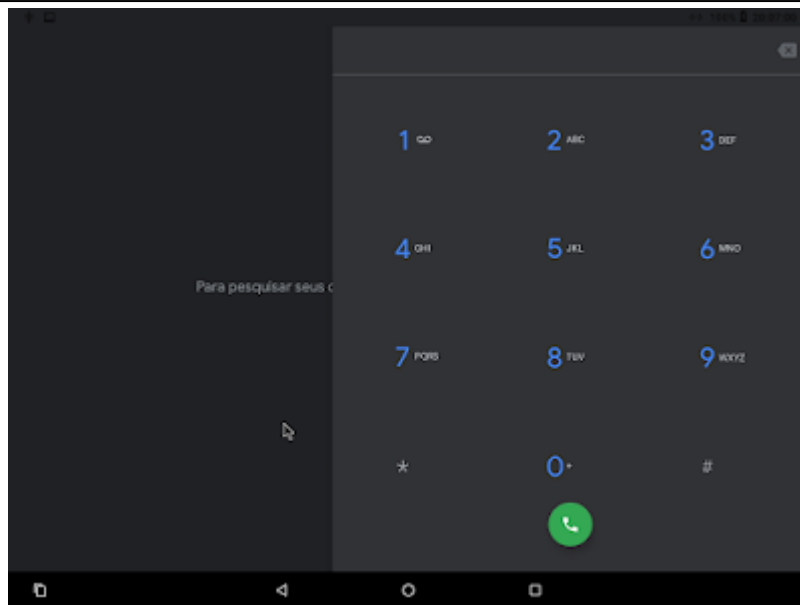 Para pesquisar seus
1
2 ABC
3 DEF
4 GHI
5 JKL
6 MNO
7 PQRS
8 TUV
9 WXYZ
*
0 +
#